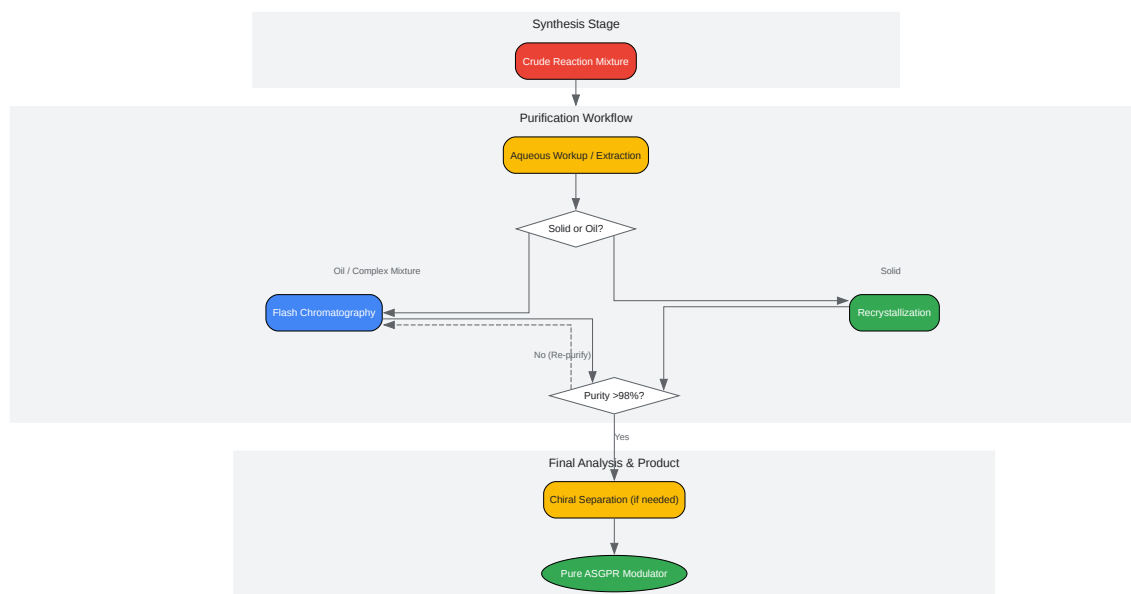 Synthesis Stage
Crude Reaction Mixture
Purification Workflow
Aqueous Workup / Extraction
Solid or Oil?
Oil / Complex Mixture
Solid
Flash Chromatography
Recrystallization
No (Re-purify)
Purity >98%?
Yes
Final Analysis & Product
Chiral Separation (if needed)
Pure ASGPR Modulator